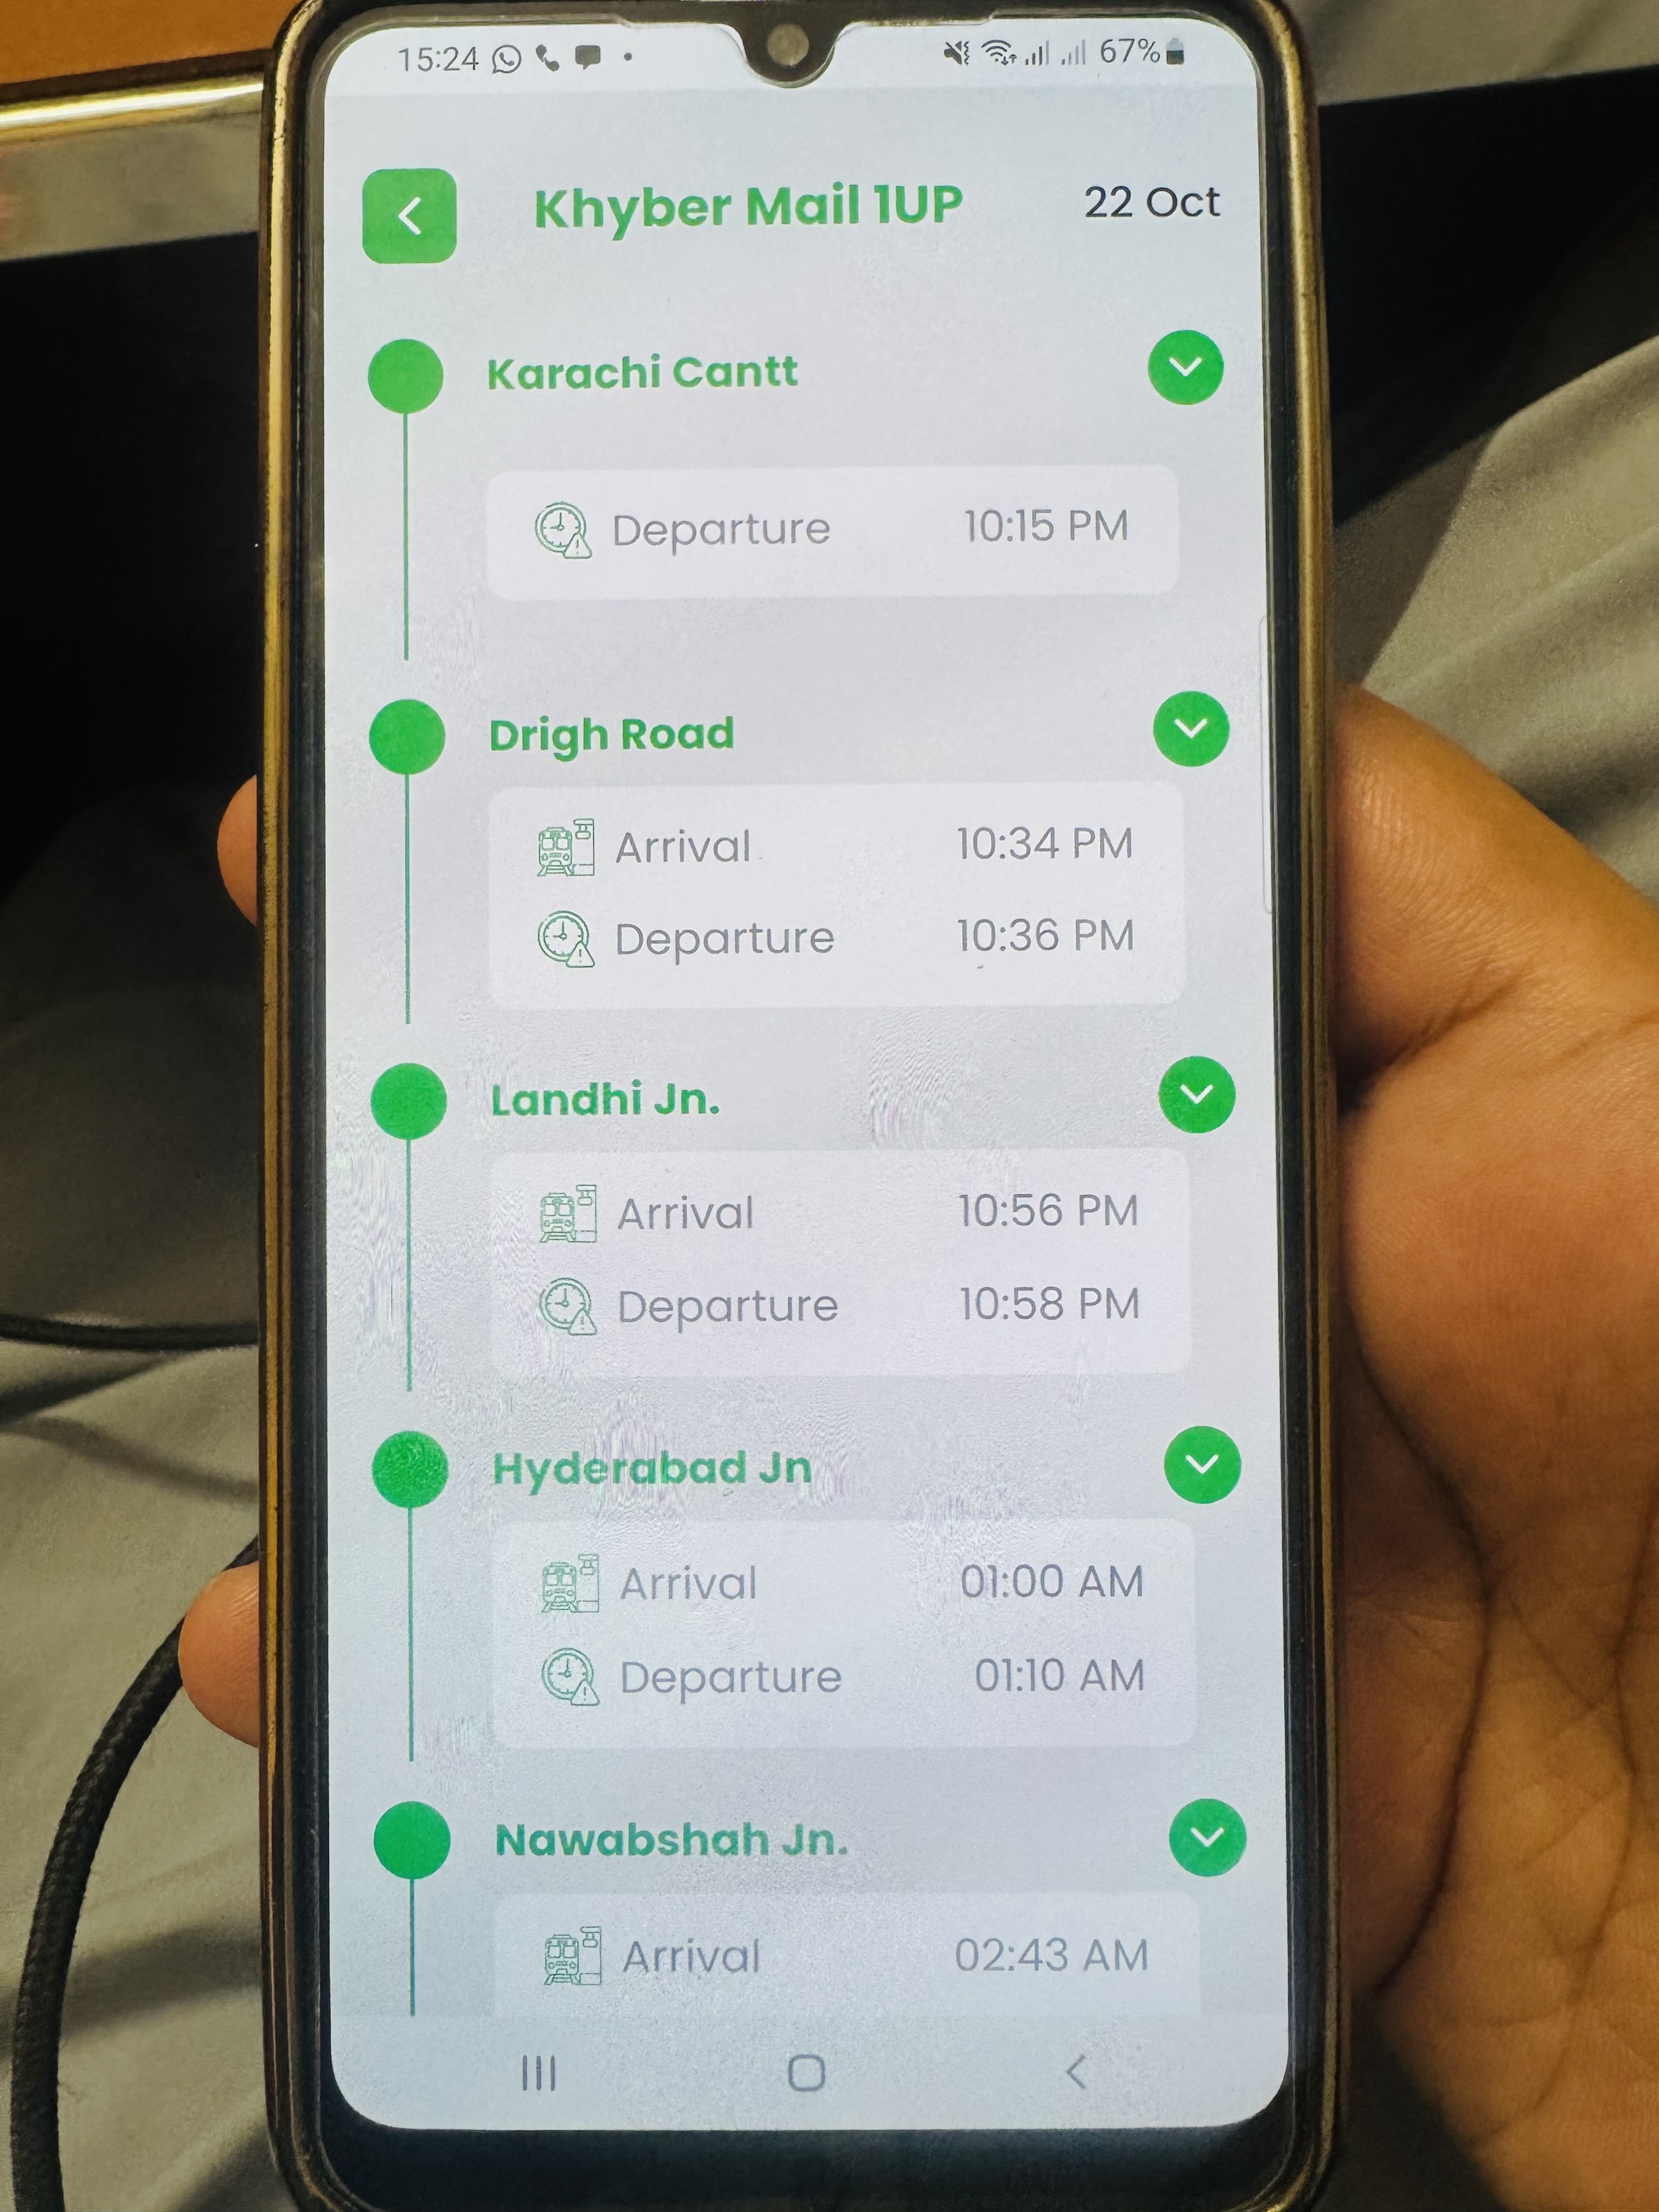 15:24 67%
Khyber Mail 1UP 22 Oct
Karachi Cantt
Departure 10:15 PM
Drigh Road
Arrival 10:34 PM
Departure 10:36 PM
Landhi Jn.
Arrival 10:56 PM
Departure 10:58 PM
Hyderabad Jn
Arrival 01:00 AM
Departure 01:10 AM
Nawabshah Jn.
Arrival 02:43 AM